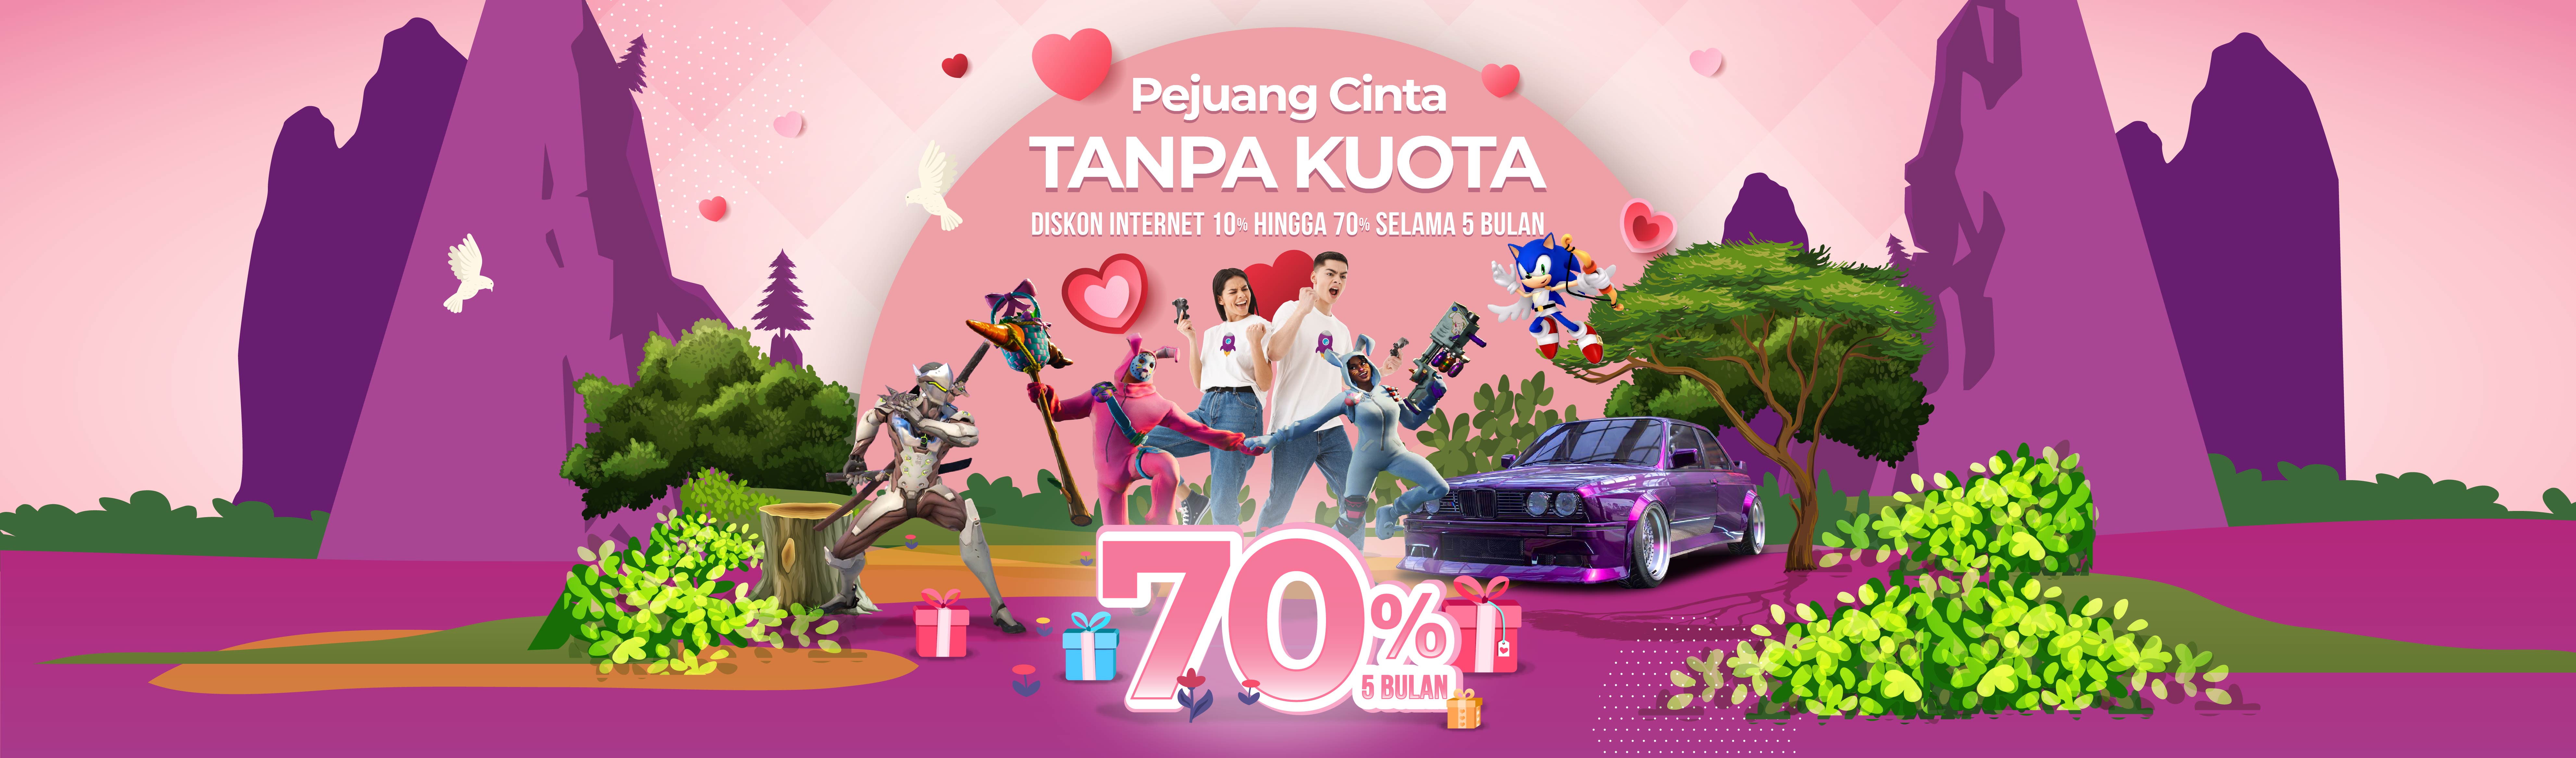 Pejuang Cinta
TANPA KUOTA
DISKON INTERNET 10% HINGGA 70% SELAMA 5 BULAN
70%
5 BULAN